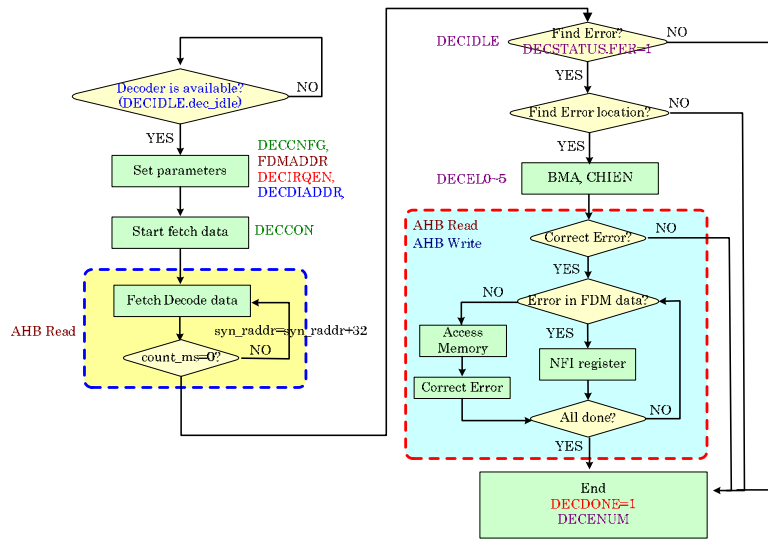 Decoder is available?
(DECIDLE.dec_idle)
NO
YES
Set parameters
DECCNFG,
FDMADDR
DECIRQEN,
DECDIADDR,
Start fetch data
DECCON
AHB Read
Fetch Decode data
syn_raddr=syn_raddr+32
count_ms=0?
NO
DECIDLE
Find Error?
DECSTATUS.FER=1
NO
YES
Find Error location?
NO
YES
DECEL0~5
BMA, CHIEN
AHB Read
AHB Write
Correct Error?
NO
YES
Error in FDM data?
NO
YES
Access
Memory
NFI register
Correct Error
All done?
NO
YES
End
DECDONE=1
DECENUM